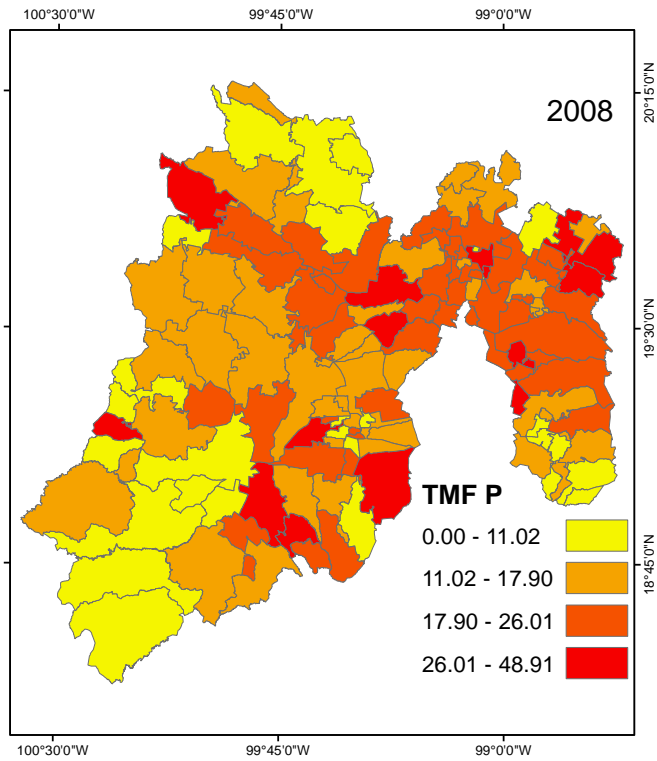 100°30'0"W 99°45'0"W 99°0'0"W
20°15'0"N
2008
19°30'0"N
TMF P
0.00 - 11.02
11.02 - 17.90
18°45'0"N
17.90 - 26.01
26.01 - 48.91
100°30'0"W 99°45'0"W 99°0'0"W